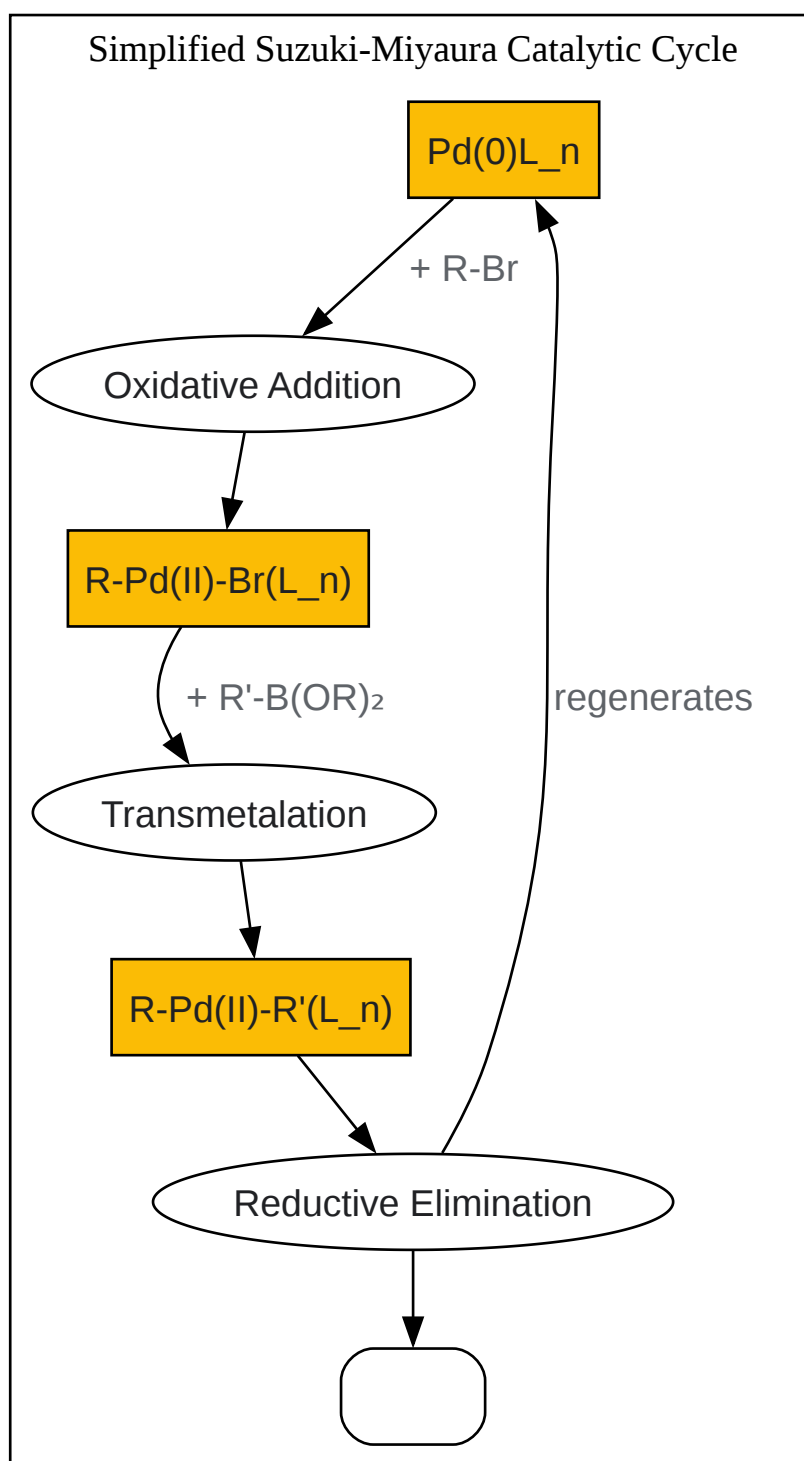 Simplified Suzuki-Miyaura Catalytic Cycle
Pd(0)L_n
+ R-Br
Oxidative Addition
R-Pd(II)-Br(L_n)
+ R'-B(OR)₂
regenerates
Transmetalation
R-Pd(II)-R'(L_n)
Reductive Elimination